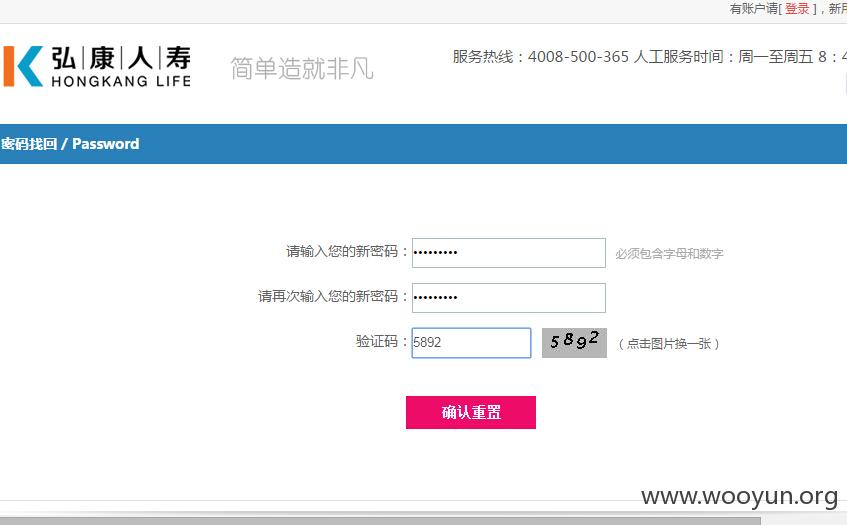 有账户请[ 登录 ]，新用
弘康人寿
HONGKANG LIFE
简单造就非凡
服务热线：4008-500-365 人工服务时间：周一至周五 8：4
密码找回 / Password
请输入您的新密码：••••••••• 必须包含字母和数字
请再次输入您的新密码：•••••••••
验证码：5892 5892 （点击图片换一张）
确认重置
www.wooyun.org